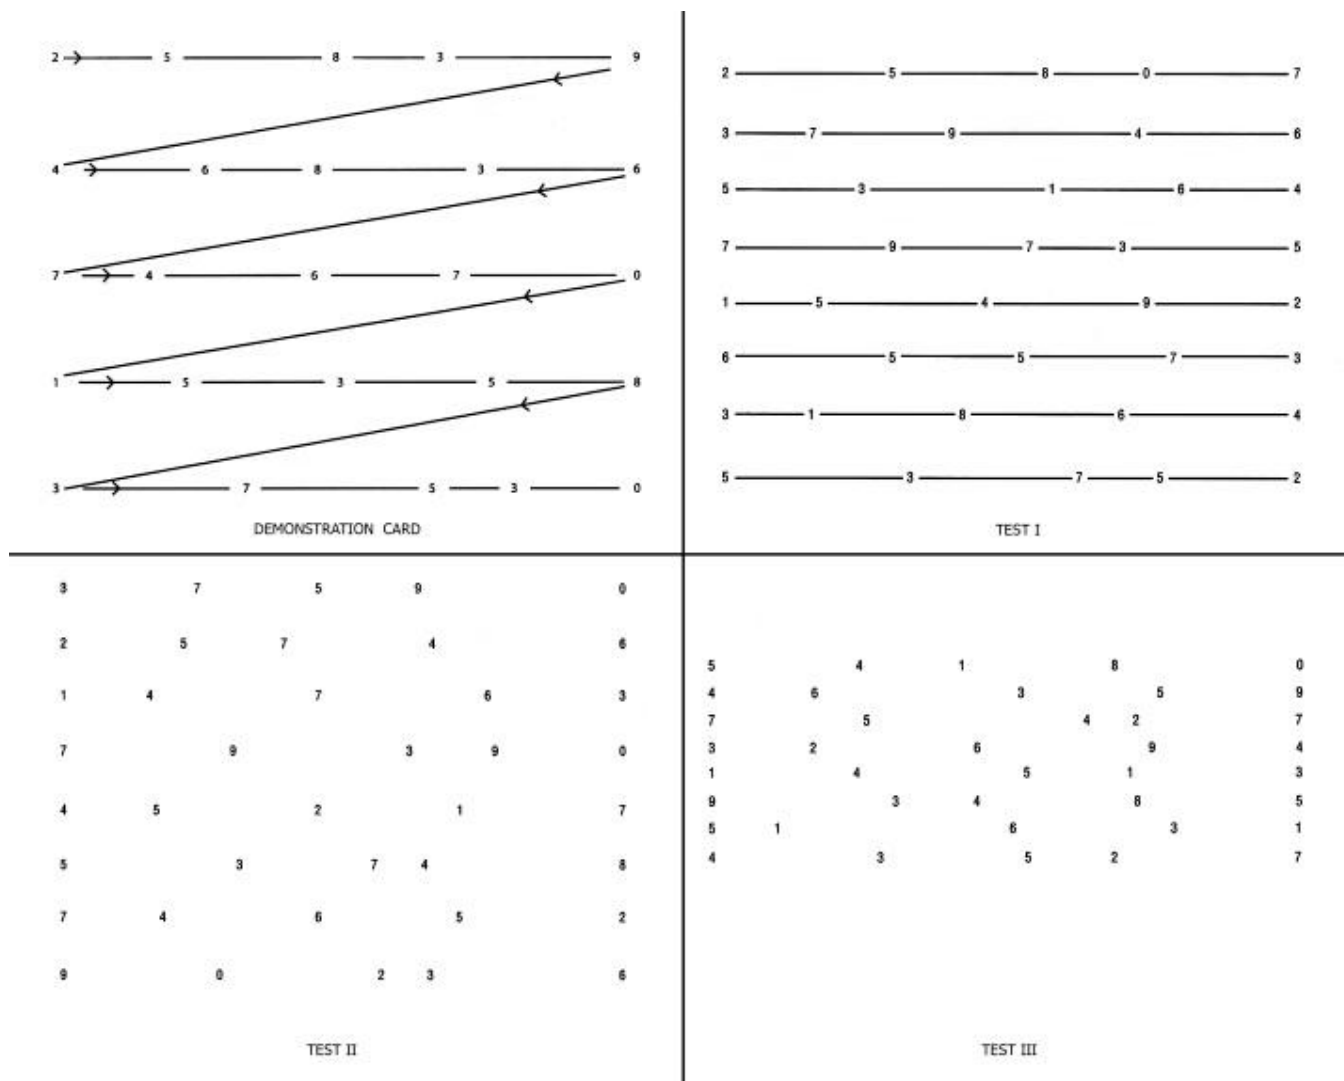 2 5 8 3 9
4 6 8 3 6
7 4 6 7 0
1 5 3 5 8
3 7 5 3 0
DEMONSTRATION CARD
2 5 8 0 7
3 7 9 4 6
5 3 1 6 4
7 9 7 3 5
1 5 4 9 2
6 5 5 7 3
3 1 8 6 4
5 3 7 5 2
TEST I
3 7 5 9 0
2 5 7 4 6
1 4 7 6 3
7 9 3 9 0
4 5 2 1 7
5 3 7 4 8
7 4 6 5 2
9 0 2 3 6
TEST II
5 4 1 8 0
4 6 3 5 9
7 5 4 2 7
3 2 6 9 4
1 4 5 1 3
9 3 4 8 5
5 1 6 3 1
4 3 5 2 7
TEST III